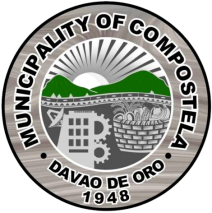 MUNICIPALITY OF COMPOSTELA
• DAVAO DE ORO •
1948